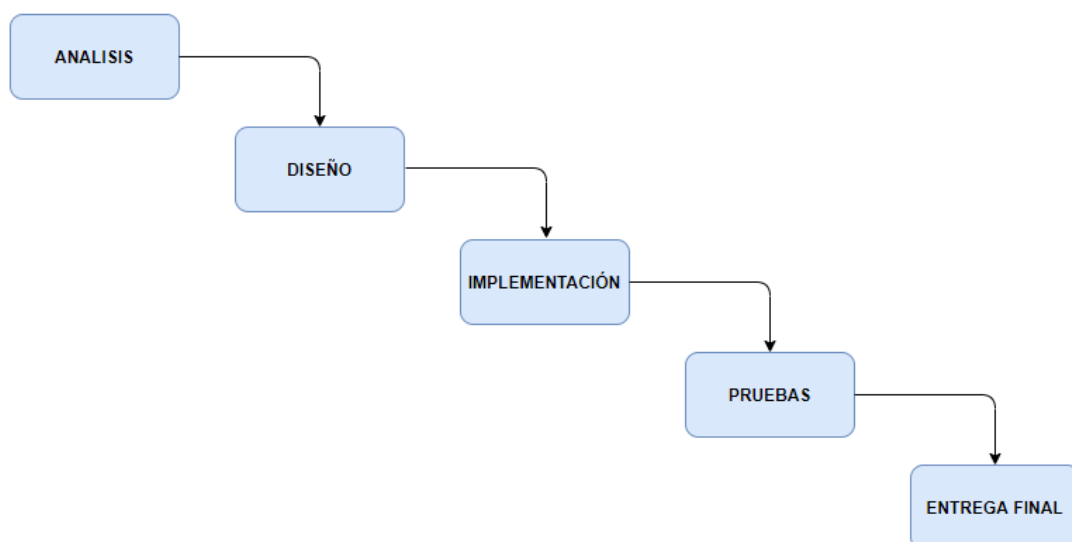 ANALISIS
DISEÑO
IMPLEMENTACIÓN
PRUEBAS
ENTREGA FINAL